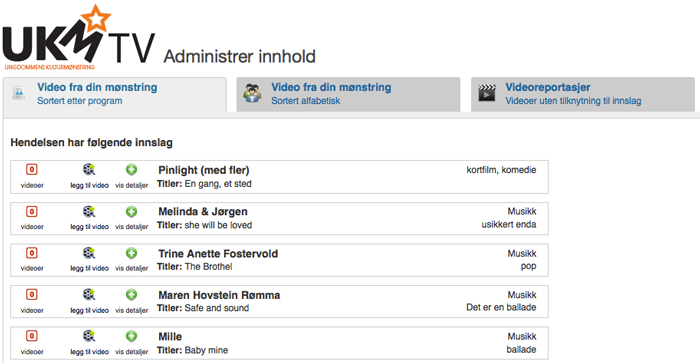 UKM TV Administrer innhold
UNGDOMMENS KULTURMØNSTRING
Video fra din mønstring
Sortert etter program
Video fra din mønstring
Sortert alfabetisk
Videoreportasjer
Videoer uten tilknytning til innslag
Hendelsen har følgende innslag
0 Pinlight (med fler) kortfilm, komedie
videoer legg til video vis detaljer Titler: En gang, et sted
0 Melinda & Jørgen Musikk
videoer legg til video vis detaljer Titler: she will be loved usikkert enda
0 Trine Anette Fostervold Musikk
videoer legg til video vis detaljer Titler: The Brothel pop
0 Maren Hovstein Rømma Musikk
videoer legg til video vis detaljer Titler: Safe and sound Det er en ballade
0 Mille Musikk
videoer legg til video vis detaljer Titler: Baby mine ballade